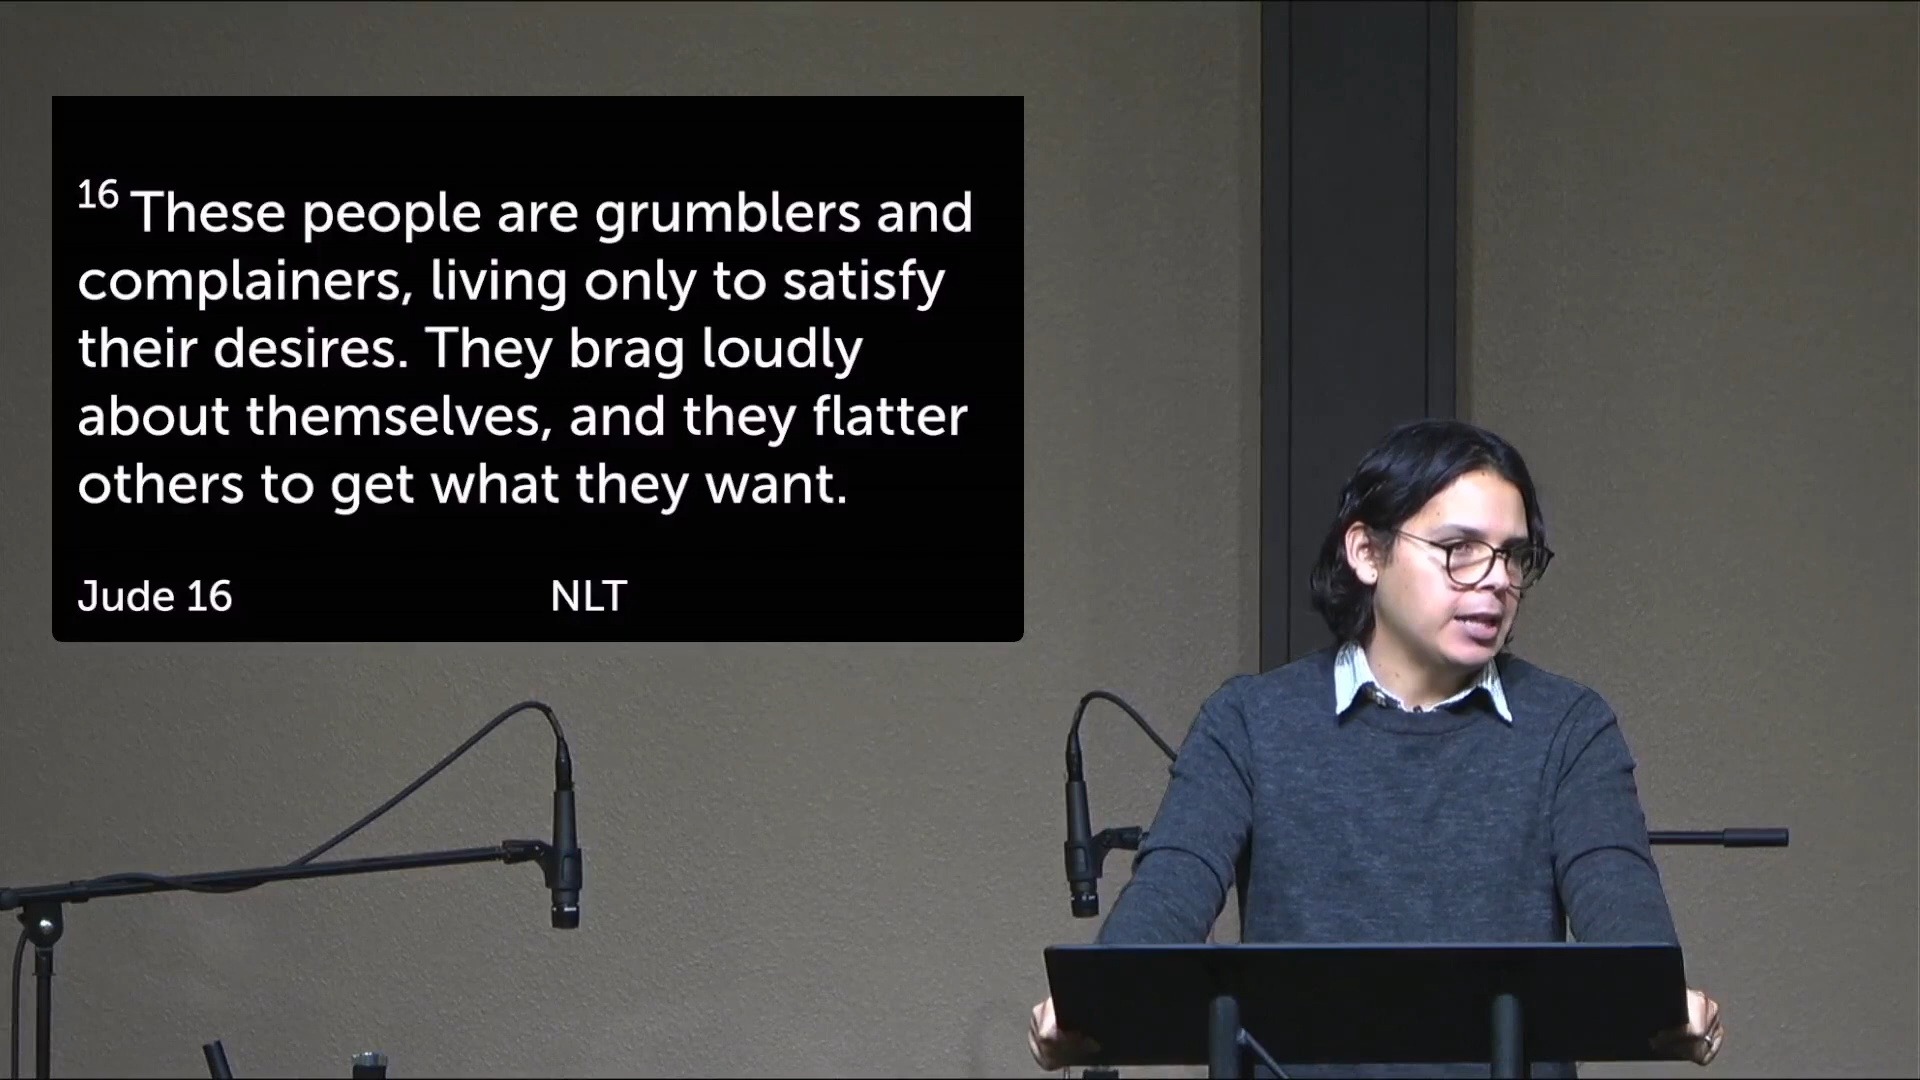 16 These people are grumblers and
complainers, living only to satisfy
their desires. They brag loudly
about themselves, and they flatter
others to get what they want.
Jude 16 NLT